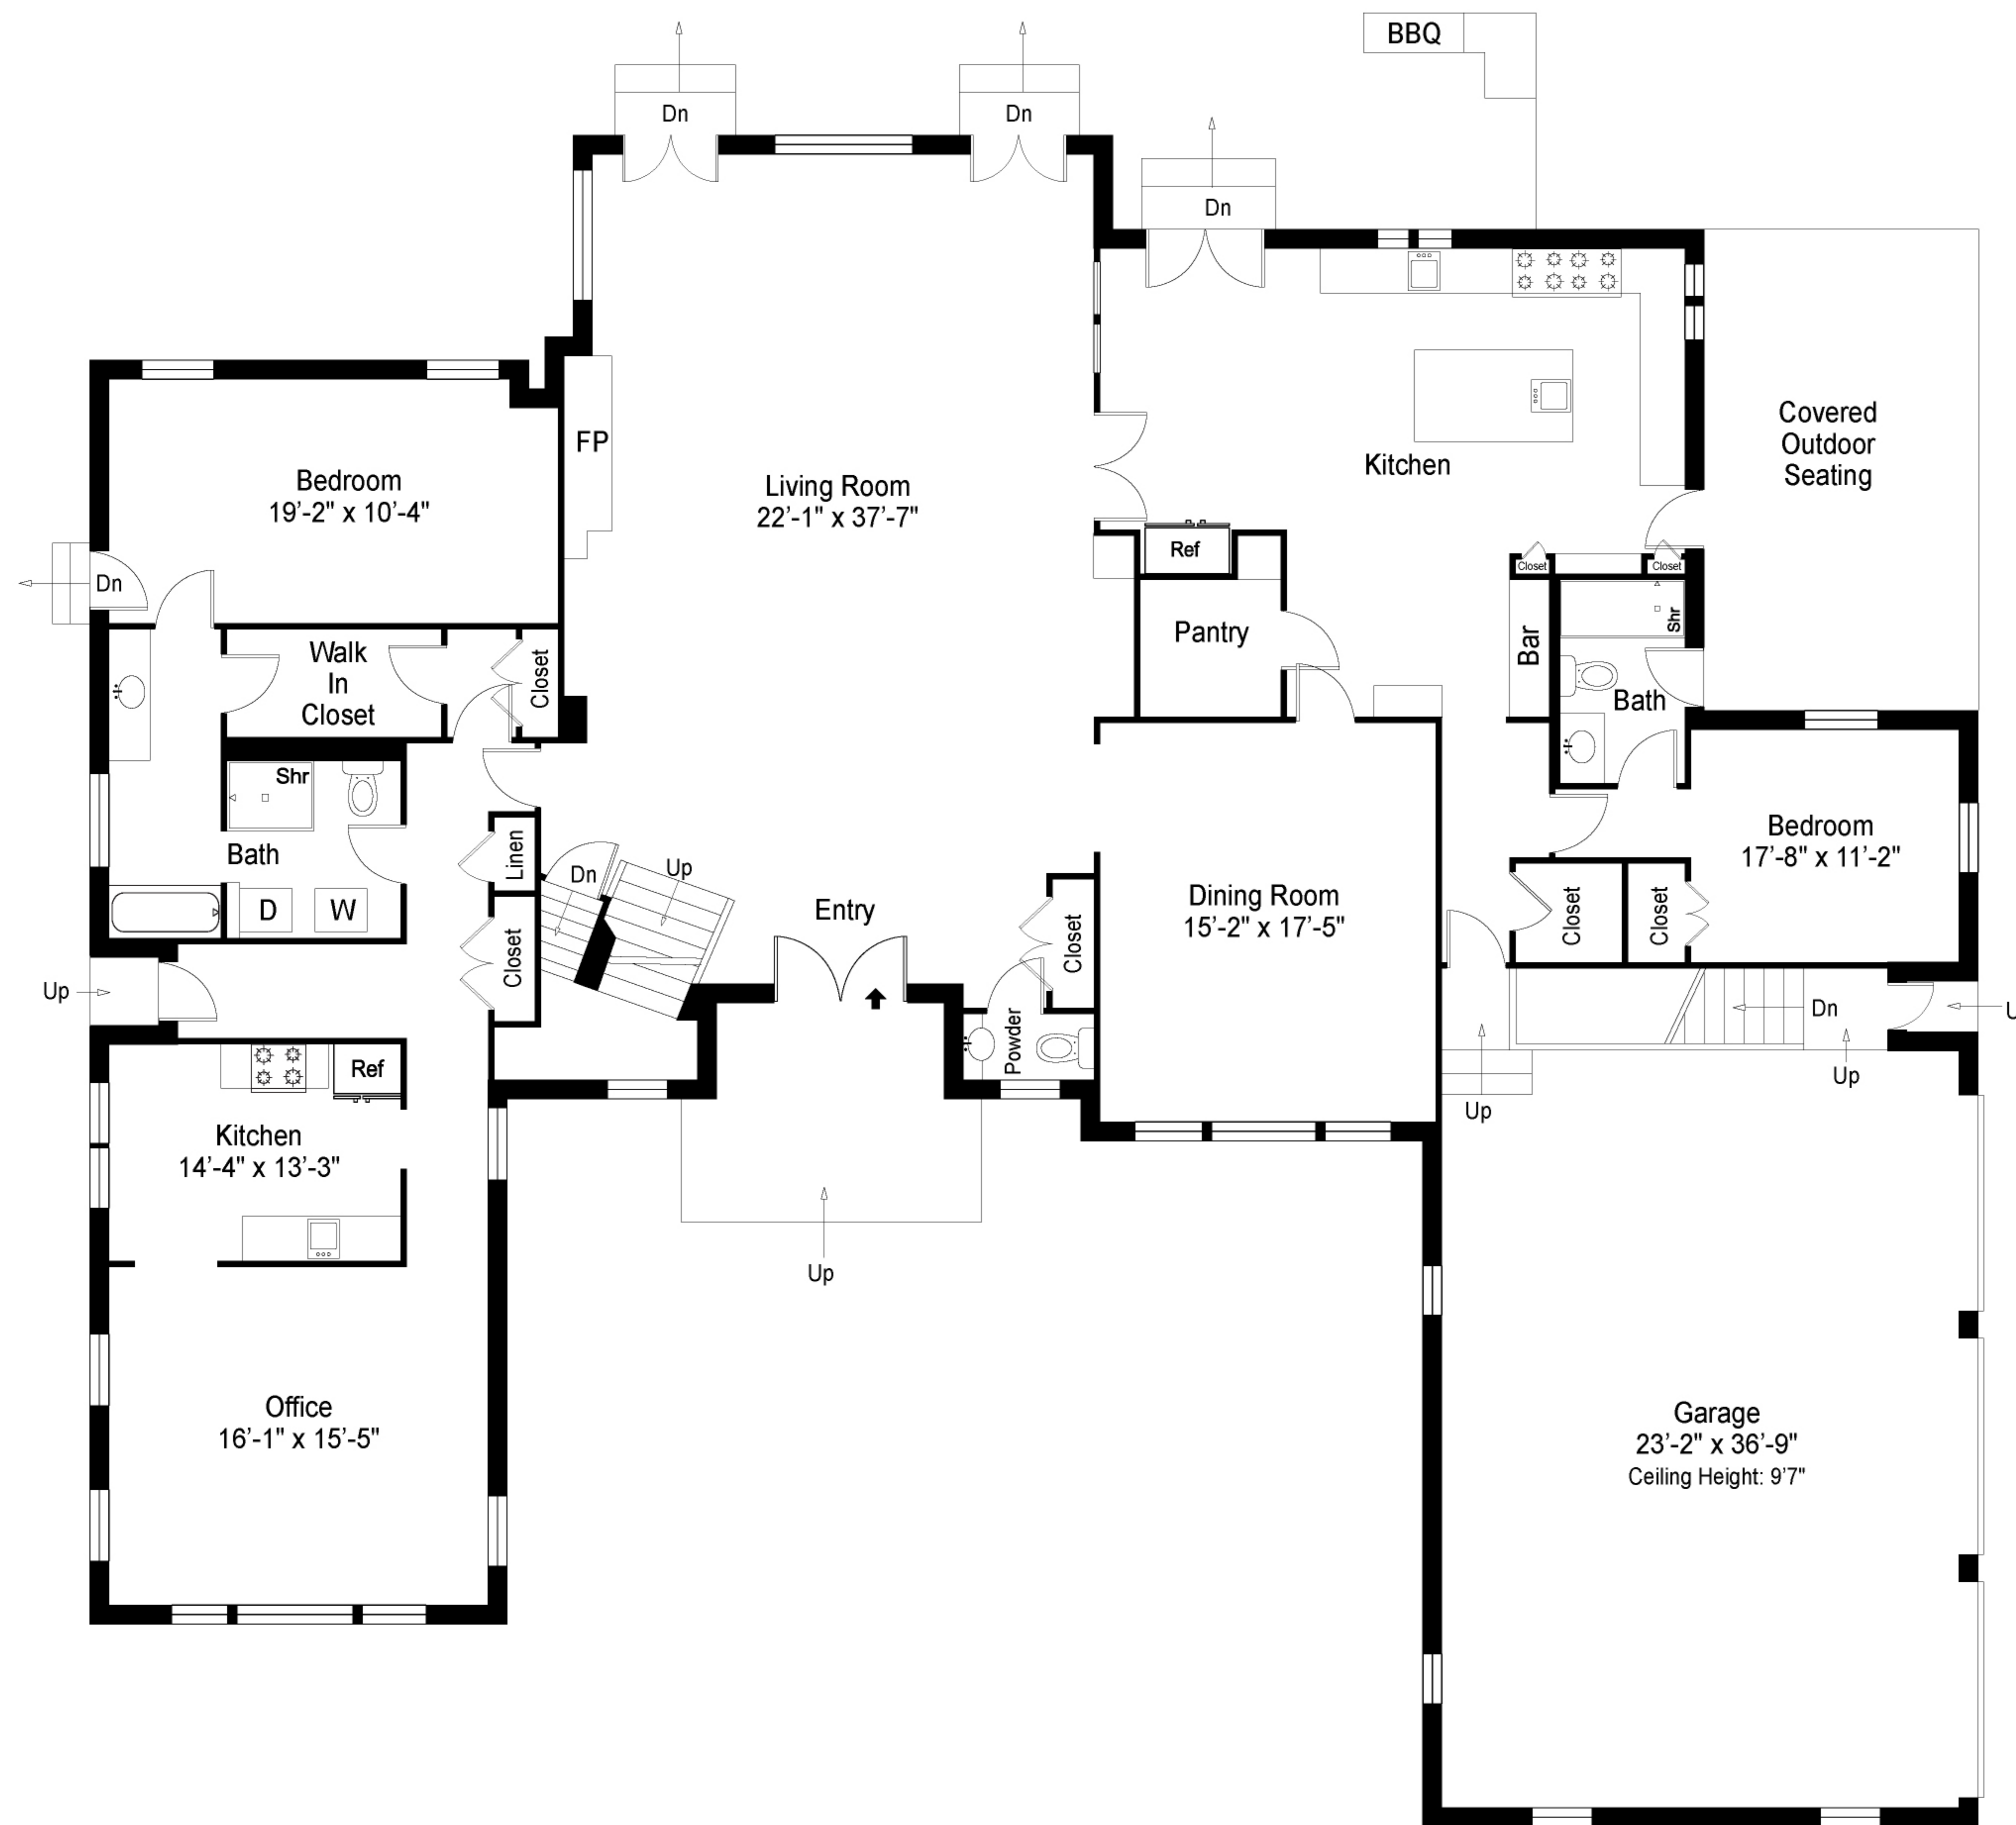 BBQ
Dn
Dn
Dn
Covered
Outdoor
Seating
FP
Kitchen
Bedroom
19'-2" x 10'-4"
Living Room
22'-1" x 37'-7"
Ref
Closet
Closet
Dn
Shr
Pantry
Bar
Walk
In
Closet
Closet
Bath
Shr
Bath
Linen
Dn
Up
Bedroom
17'-8" x 11'-2"
D
W
Entry
Dining Room
15'-2" x 17'-5"
Closet
Closet
Closet
Closet
Up
Dn
U
Powder
Ref
Up
Up
Kitchen
14'-4" x 13'-3"
Up
Office
16'-1" x 15'-5"
Garage
23'-2" x 36'-9"
Ceiling Height: 9'7"